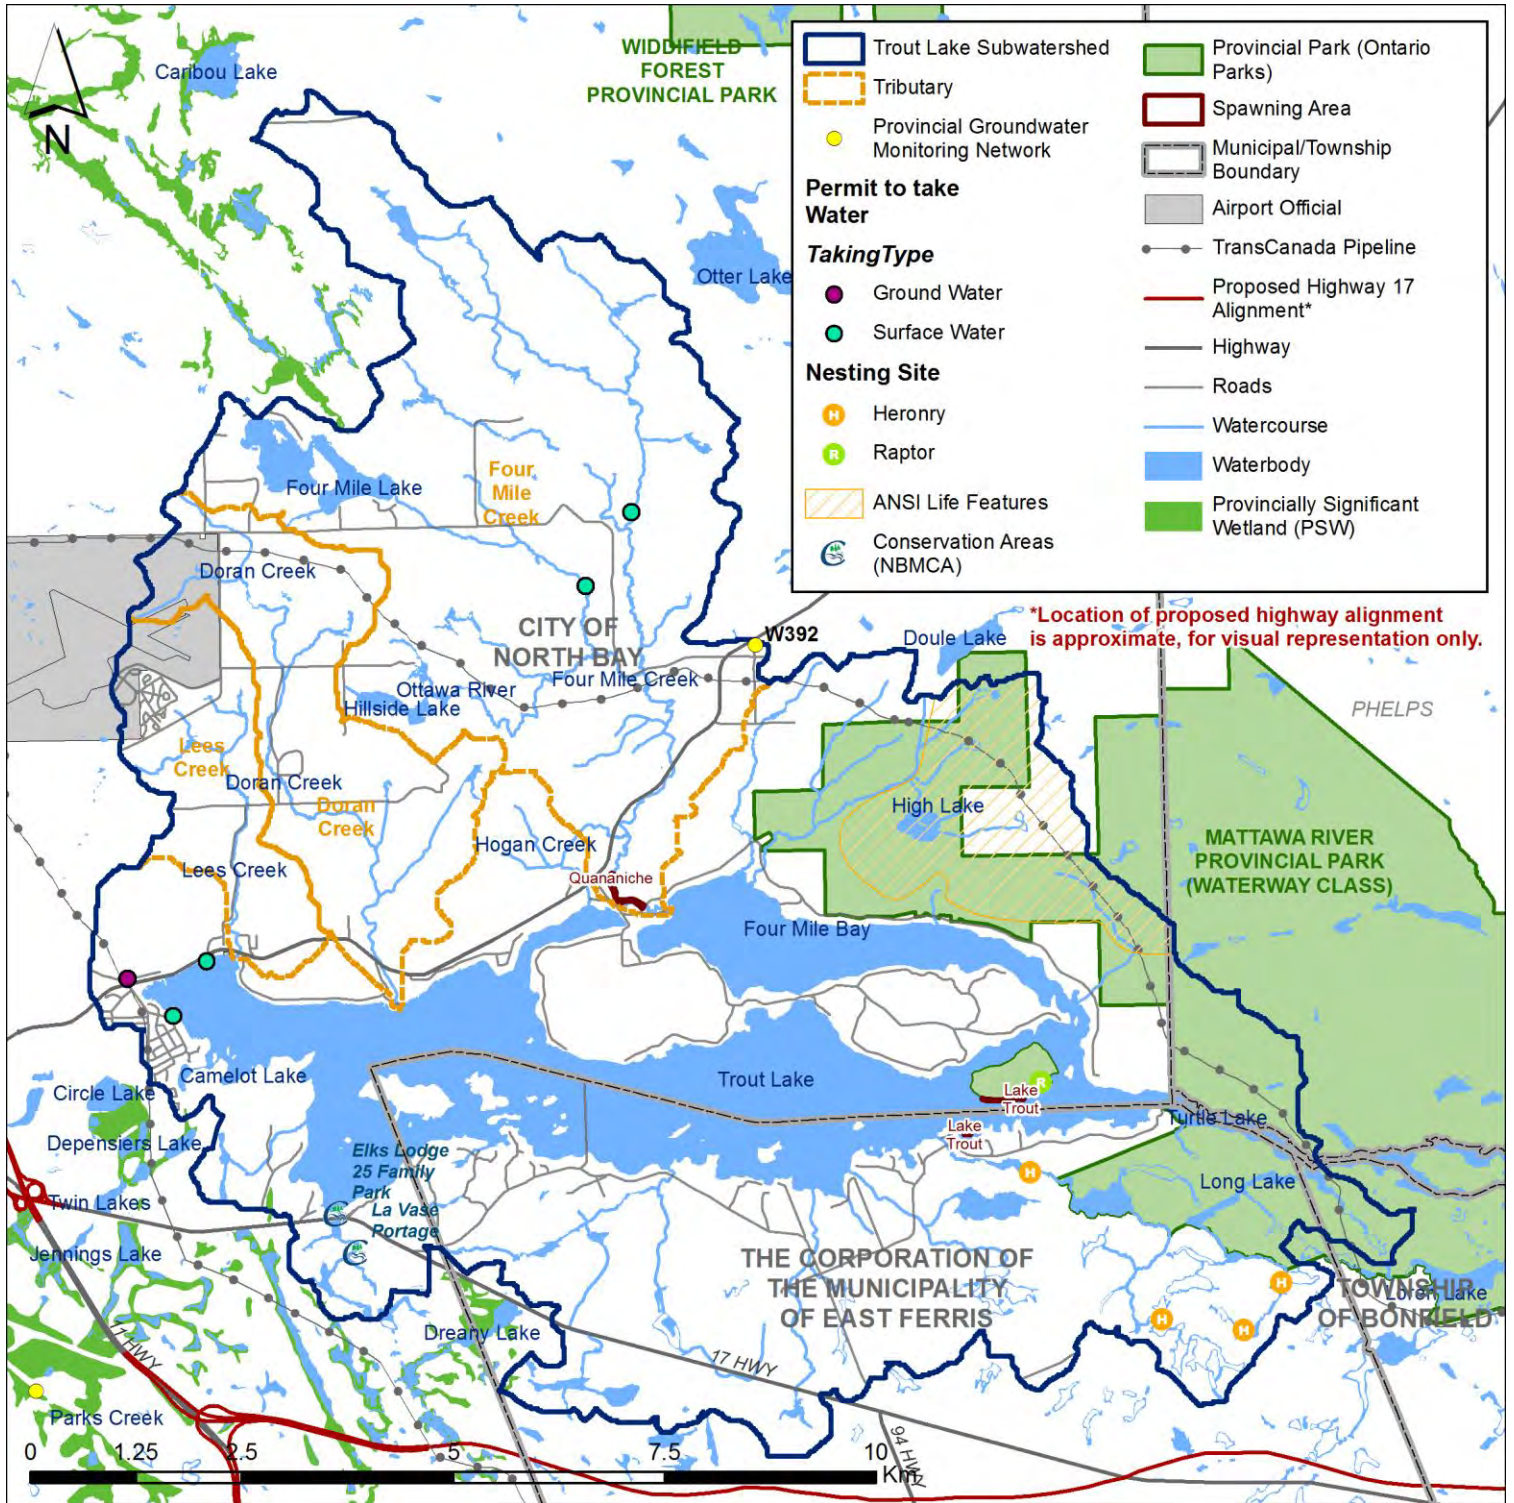 WIDDIFIELD
FOREST
PROVINCIAL PARK
Caribou Lake
N
Otter Lake
Trout Lake Subwatershed
Tributary
Provincial Groundwater
Monitoring Network
Permit to take
Water
TakingType
Ground Water
Surface Water
Nesting Site
Heronry
Raptor
ANSI Life Features
Conservation Areas
(NBMCA)
Provincial Park (Ontario
Parks)
Spawning Area
Municipal/Township
Boundary
Airport Official
TransCanada Pipeline
Proposed Highway 17
Alignment*
Highway
Roads
Watercourse
Waterbody
Provincially Significant
Wetland (PSW)
H
R
*Location of proposed highway alignment
is approximate, for visual representation only.
Four Mile Lake
Four
Mile
Creek
Doran Creek
CITY OF
NORTH BAY
W392
Doule Lake
Four Mile Creek
Ottawa River
Hillside Lake
PHELPS
Lees
Creek
Doran Creek
Doran
Creek
High Lake
Hogan Creek
Lees Creek
Quananiche
MATTAWA RIVER
PROVINCIAL PARK
(WATERWAY CLASS)
Four Mile Bay
Camelot Lake
Trout Lake
Circle Lake
R
Lake
Trout
Lake
Trout
Turtle Lake
Depensiers Lake
Elks Lodge
25 Family
Park
La Vase
Portage
H
Long Lake
Twin Lakes
Jennings Lake
THE CORPORATION OF
THE MUNICIPALITY
OF EAST FERRIS
H
H
H
TOWNSHIP
OF BONFIELD
Loren Lake
Dreany Lake
11 HWY
17 HWY
94 HWY
Parks Creek
0 1.25 2.5 5 7.5 10
Km